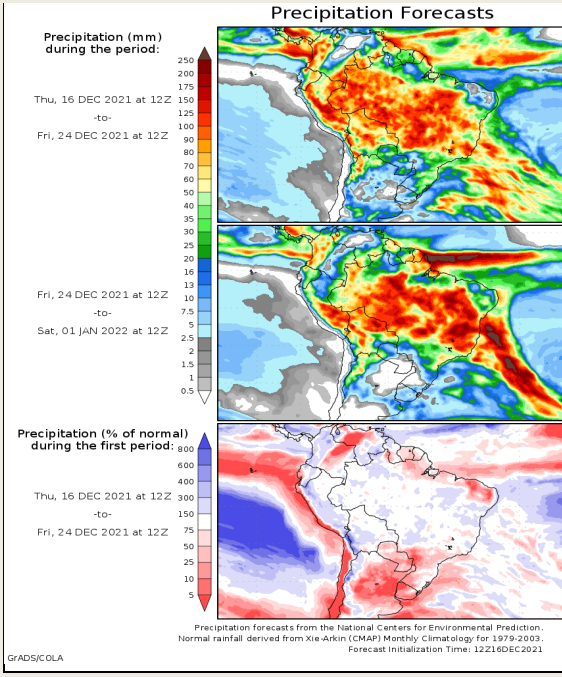 Precipitation Forecasts
Precipitation (mm)
during the period:
Thu, 16 DEC 2021 at 12Z
-to-
Fri, 24 DEC 2021 at 12Z
250
200
175
150
125
100
90
80
70
60
50
40
35
30
25
20
16
13
10
7.5
5
2.5
2
1.5
1
0.5
Fri, 24 DEC 2021 at 12Z
-to-
Sat, 01 JAN 2022 at 12Z
Precipitation (% of normal)
during the first period:
Thu, 16 DEC 2021 at 12Z
-to-
Fri, 24 DEC 2021 at 12Z
800
600
400
300
150
75
50
25
10
5
Precipitation forecasts from the National Centers for Environmental Prediction.
Normal rainfall derived from Xie-Arkin (CMAP) Monthly Climatology for 1979-2003.
Forecast Initialization Time: 12Z16DEC2021
GrADS/COLA